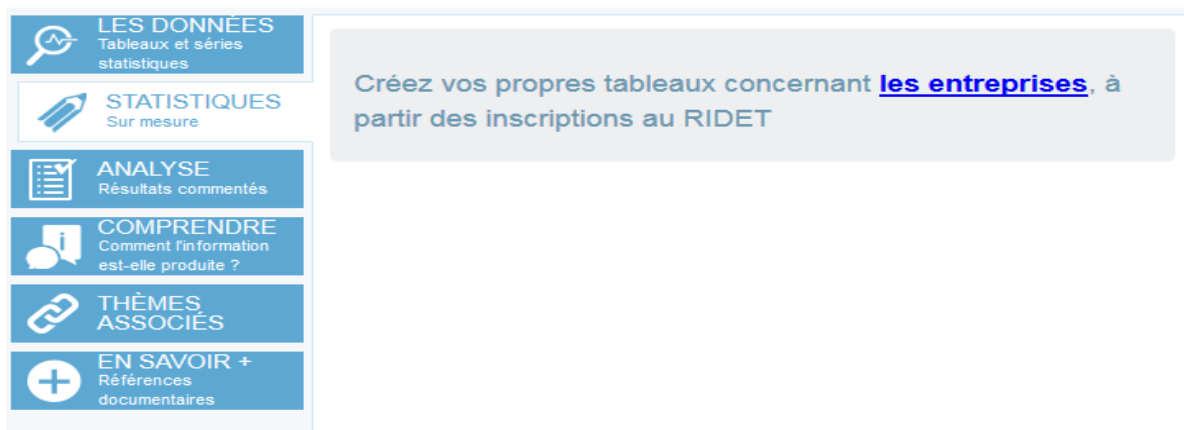 LES DONNÉES
Tableaux et séries
statistiques
STATISTIQUES
Sur mesure
ANALYSE
Résultats commentés
COMPRENDRE
Comment l'information
est-elle produite ?
THÈMES
ASSOCIÉS
EN SAVOIR +
Références
documentaires
Créez vos propres tableaux concernant les entreprises, à
partir des inscriptions au RIDET